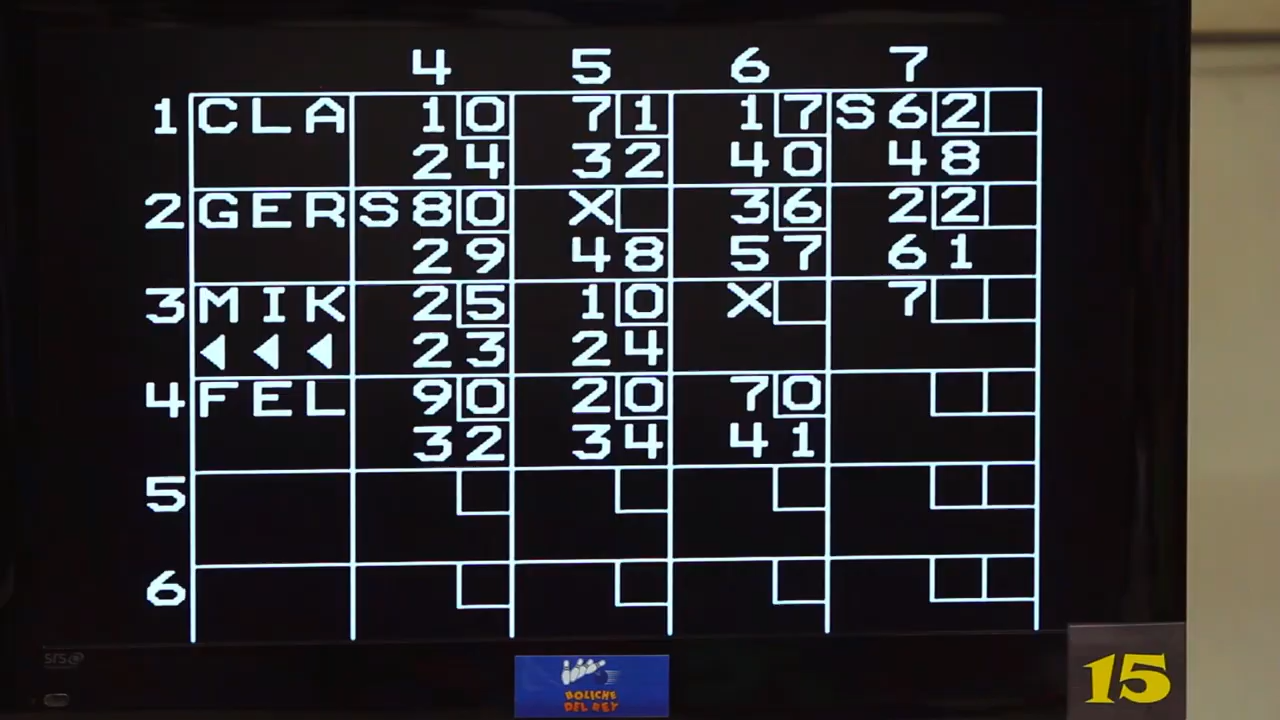 4 5 6 7
1 CLA 1 0 7 1 1 7 S 6 2
24 32 40 48
2 GER S 8 0 X 3 6 2 2
29 48 57 61
3 MIK 2 5 1 0 X 7
◀ ◀ ◀ 23 24
4 FEL 9 0 2 0 7 0
32 34 41
5
6
SRS
BOLICHE
DEL REY
15